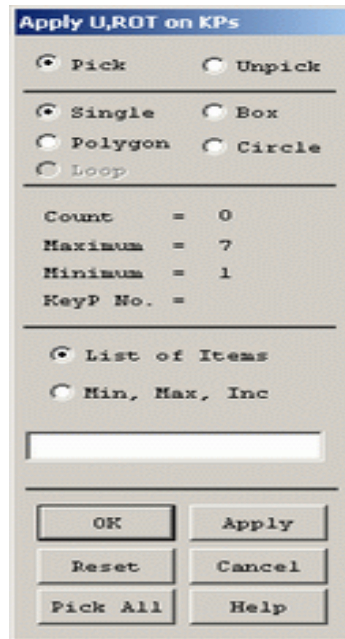 Apply U,ROT on KPs
Pick Unpick
Single Box
Polygon Circle
Loop
Count = 0
Maximum = 7
Minimum = 1
KeyP No. =
List of Items
Min, Max, Inc
OK Apply
Reset Cancel
Pick All Help